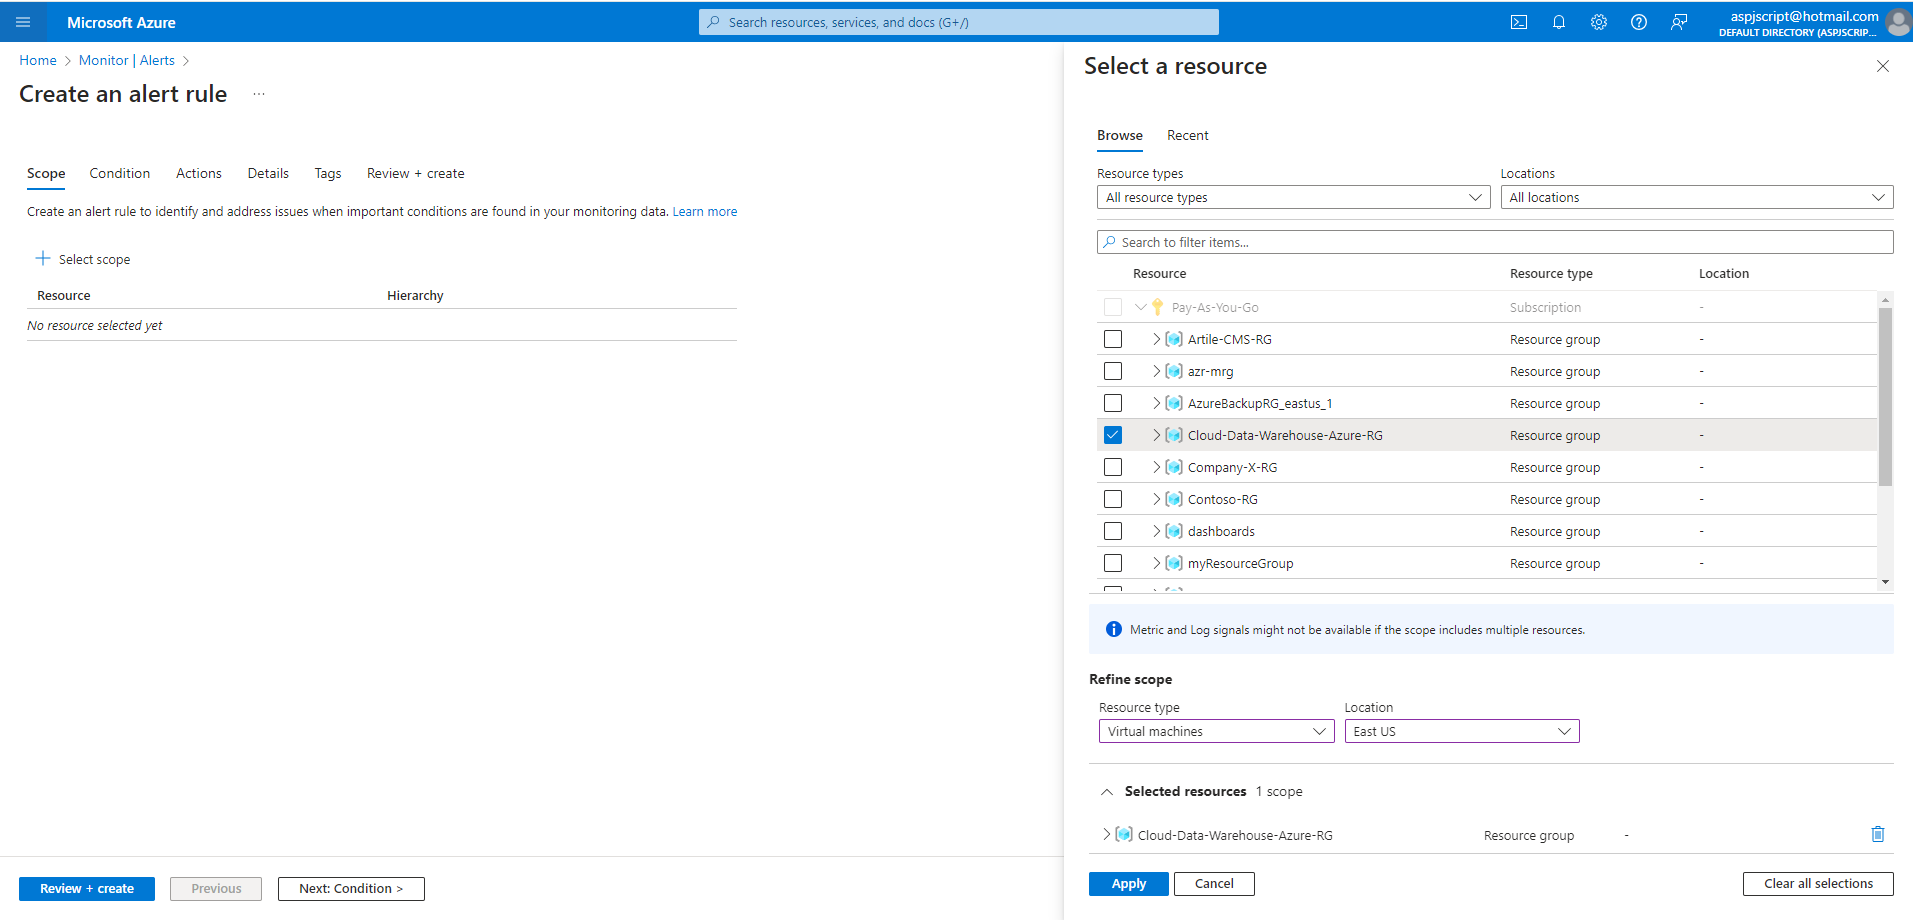 Microsoft Azure
Search resources, services, and docs (G+/)
aspjscript@hotmail.com
DEFAULT DIRECTORY (ASPJSCRIP...
Home > Monitor | Alerts >
Create an alert rule ...
Scope Condition Actions Details Tags Review + create
Create an alert rule to identify and address issues when important conditions are found in your monitoring data. Learn more
+ Select scope
Resource Hierarchy
No resource selected yet
Review + create Previous Next: Condition >
Select a resource
Browse Recent
Resource types Locations
All resource types All locations
Search to filter items...
Resource Resource type Location
Pay-As-You-Go Subscription -
Artile-CMS-RG Resource group -
azr-mrg Resource group -
AzureBackupRG_eastus_1 Resource group -
Cloud-Data-Warehouse-Azure-RG Resource group -
Company-X-RG Resource group -
Contoso-RG Resource group -
dashboards Resource group -
myResourceGroup Resource group -
Metric and Log signals might not be available if the scope includes multiple resources.
Refine scope
Resource type Location
Virtual machines East US
Selected resources 1 scope
Cloud-Data-Warehouse-Azure-RG Resource group -
Apply Cancel Clear all selections